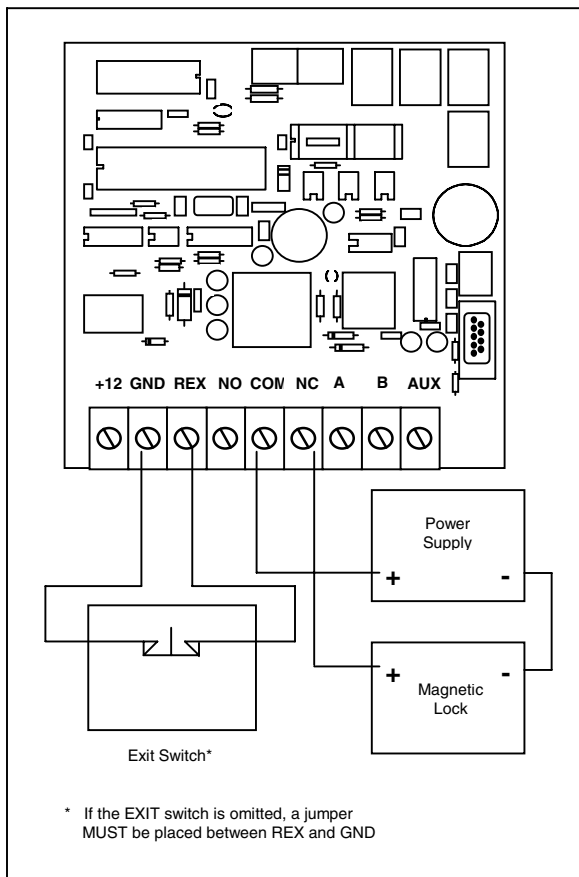 +12 GND REX NO COM NC A B AUX
Power
Supply
+ -
+ -
Magnetic
Lock
Exit Switch*
* If the EXIT switch is omitted, a jumper
MUST be placed between REX and GND